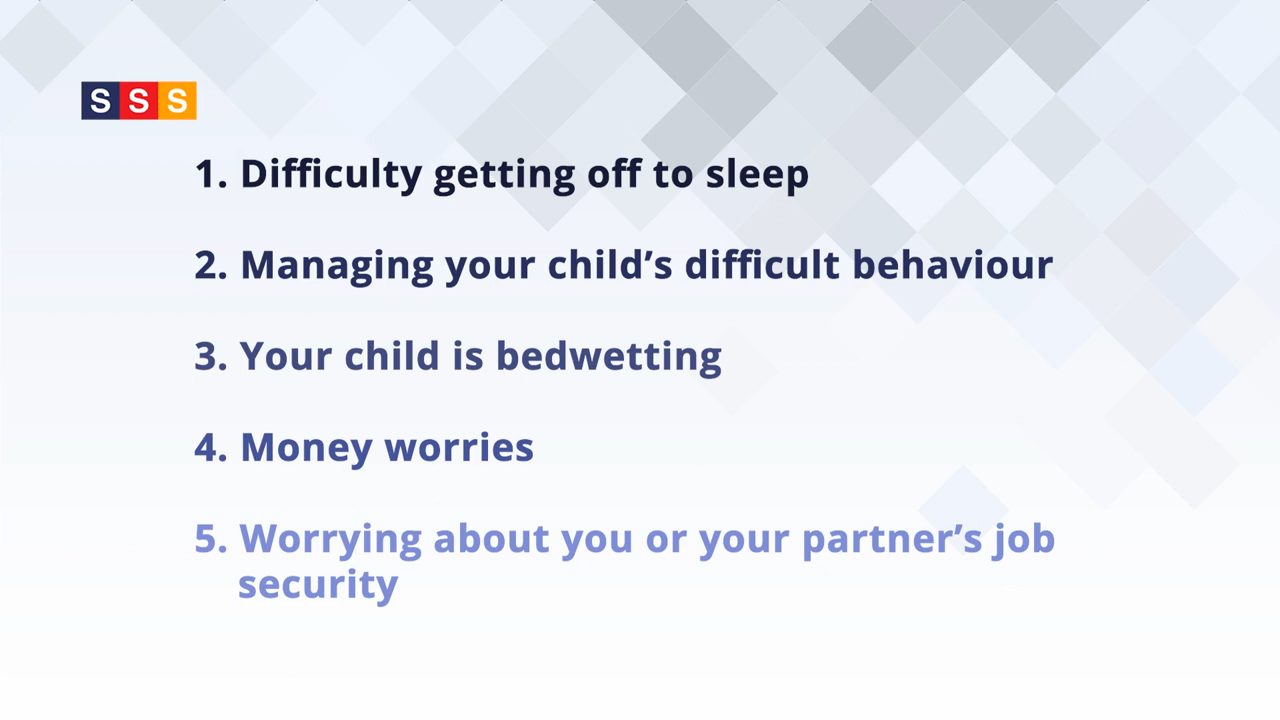 SSS
1. Difficulty getting off to sleep
2. Managing your child’s difficult behaviour
3. Your child is bedwetting
4. Money worries
5. Worrying about you or your partner’s job
security